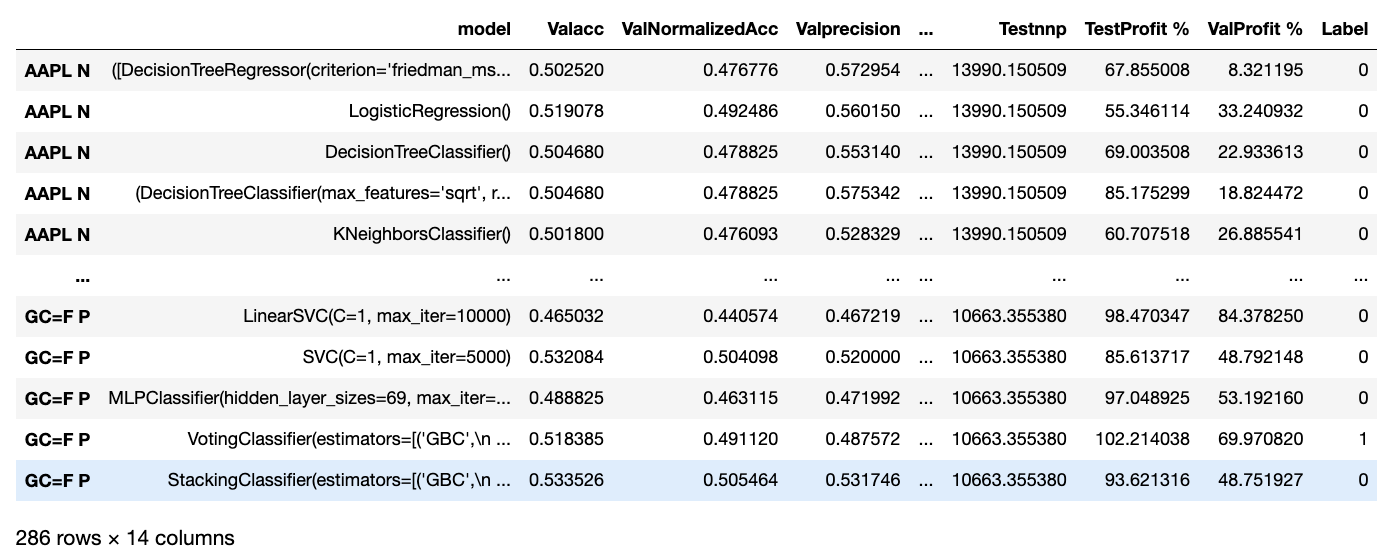 model Valacc ValNormalizedAcc Valprecision ... Testnnp TestProfit % ValProfit % Label
AAPL N ([DecisionTreeRegressor(criterion='friedman_ms... 0.502520 0.476776 0.572954 ... 13990.150509 67.855008 8.321195 0
AAPL N LogisticRegression() 0.519078 0.492486 0.560150 ... 13990.150509 55.346114 33.240932 0
AAPL N DecisionTreeClassifier() 0.504680 0.478825 0.553140 ... 13990.150509 69.003508 22.933613 0
AAPL N (DecisionTreeClassifier(max_features='sqrt', r... 0.504680 0.478825 0.575342 ... 13990.150509 85.175299 18.824472 0
AAPL N KNeighborsClassifier() 0.501800 0.476093 0.528329 ... 13990.150509 60.707518 26.885541 0
... ... ... ... ... ... ... ... ... ...
GC=F P LinearSVC(C=1, max_iter=10000) 0.465032 0.440574 0.467219 ... 10663.355380 98.470347 84.378250 0
GC=F P SVC(C=1, max_iter=5000) 0.532084 0.504098 0.520000 ... 10663.355380 85.613717 48.792148 0
GC=F P MLPClassifier(hidden_layer_sizes=69, max_iter=... 0.488825 0.463115 0.471992 ... 10663.355380 97.048925 53.192160 0
GC=F P VotingClassifier(estimators=[('GBC',\n ... 0.518385 0.491120 0.487572 ... 10663.355380 102.214038 69.970820 1
GC=F P StackingClassifier(estimators=[('GBC',\n ... 0.533526 0.505464 0.531746 ... 10663.355380 93.621316 48.751927 0
286 rows × 14 columns